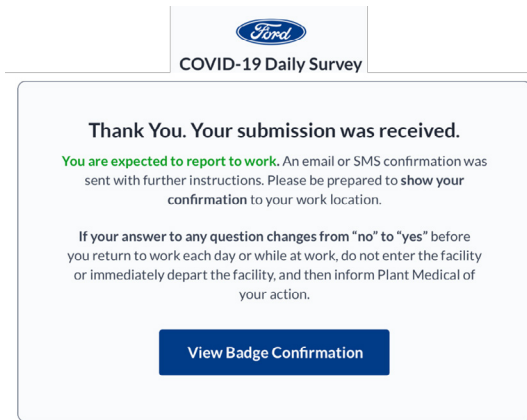 Ford
COVID-19 Daily Survey
Thank You. Your submission was received.
You are expected to report to work. An email or SMS confirmation was
sent with further instructions. Please be prepared to show your
confirmation to your work location.
If your answer to any question changes from “no” to “yes” before
you return to work each day or while at work, do not enter the facility
or immediately depart the facility, and then inform Plant Medical of
your action.
View Badge Confirmation